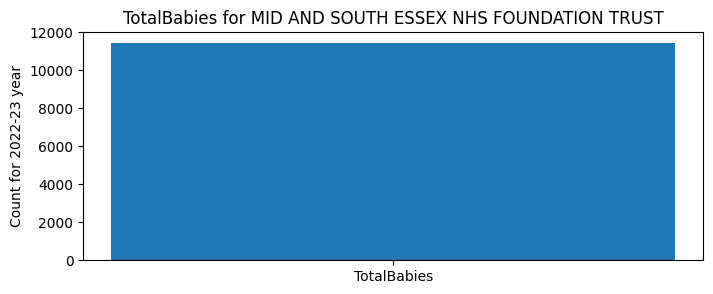 TotalBabies for MID AND SOUTH ESSEX NHS FOUNDATION TRUST
Count for 2022-23 year
12000
10000
8000
6000
4000
2000
0
TotalBabies